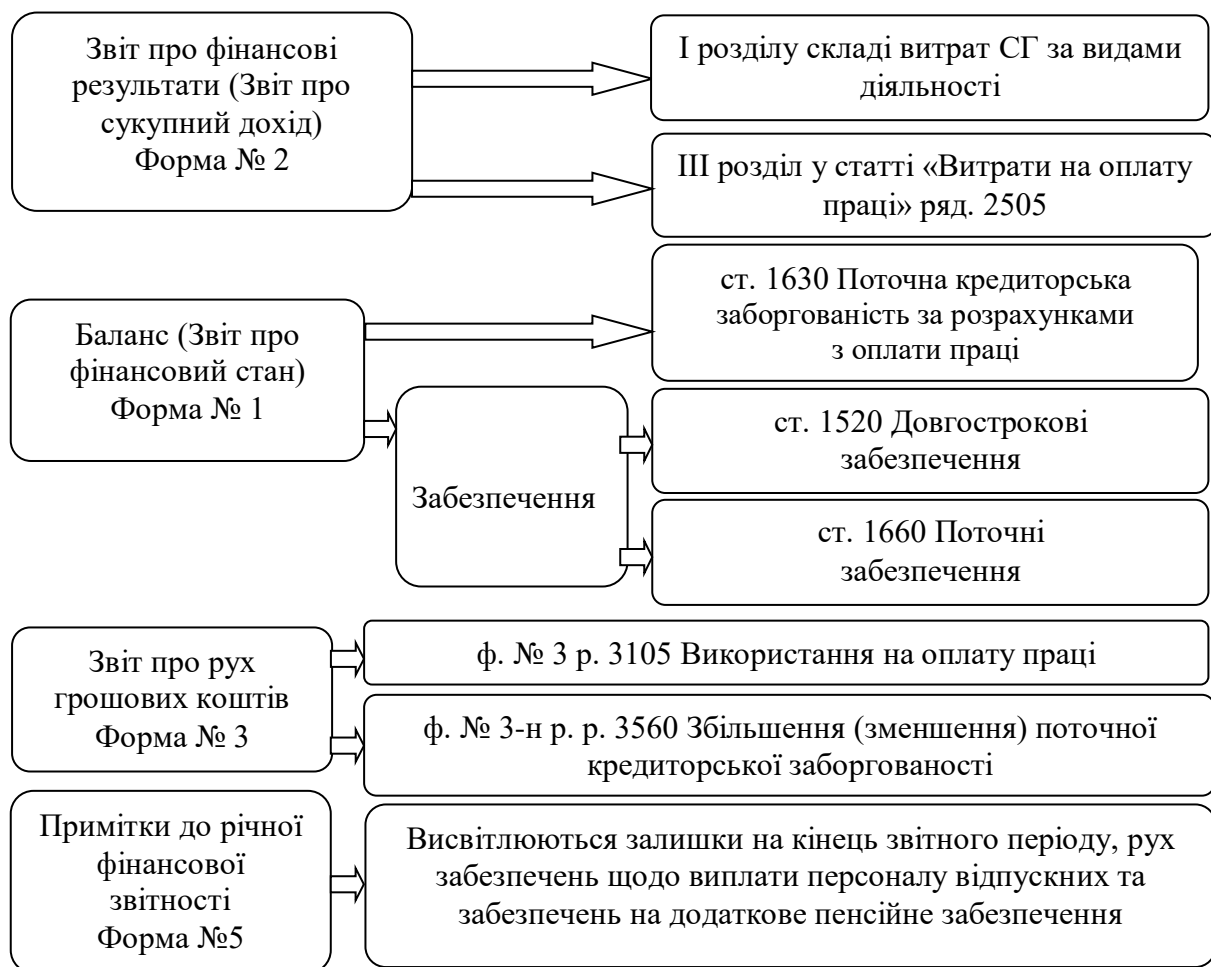 Звіт про фінансові
результати (Звіт про
сукупний дохід)
Форма № 2
І розділу складі витрат СГ за видами
діяльності
ІІІ розділ у статті «Витрати на оплату
праці» ряд. 2505
Баланс (Звіт про
фінансовий стан)
Форма № 1
ст. 1630 Поточна кредиторська
заборгованість за розрахунками
з оплати праці
Забезпечення
ст. 1520 Довгострокові
забезпечення
ст. 1660 Поточні
забезпечення
Звіт про рух
грошових коштів
Форма № 3
ф. № 3 р. 3105 Використання на оплату праці
ф. № 3-н р. р. 3560 Збільшення (зменшення) поточної
кредиторської заборгованості
Примітки до річної
фінансової
звітності
Форма №5
Висвітлюються залишки на кінець звітного періоду, рух
забезпечень щодо виплати персоналу відпускних та
забезпечень на додаткове пенсійне забезпечення